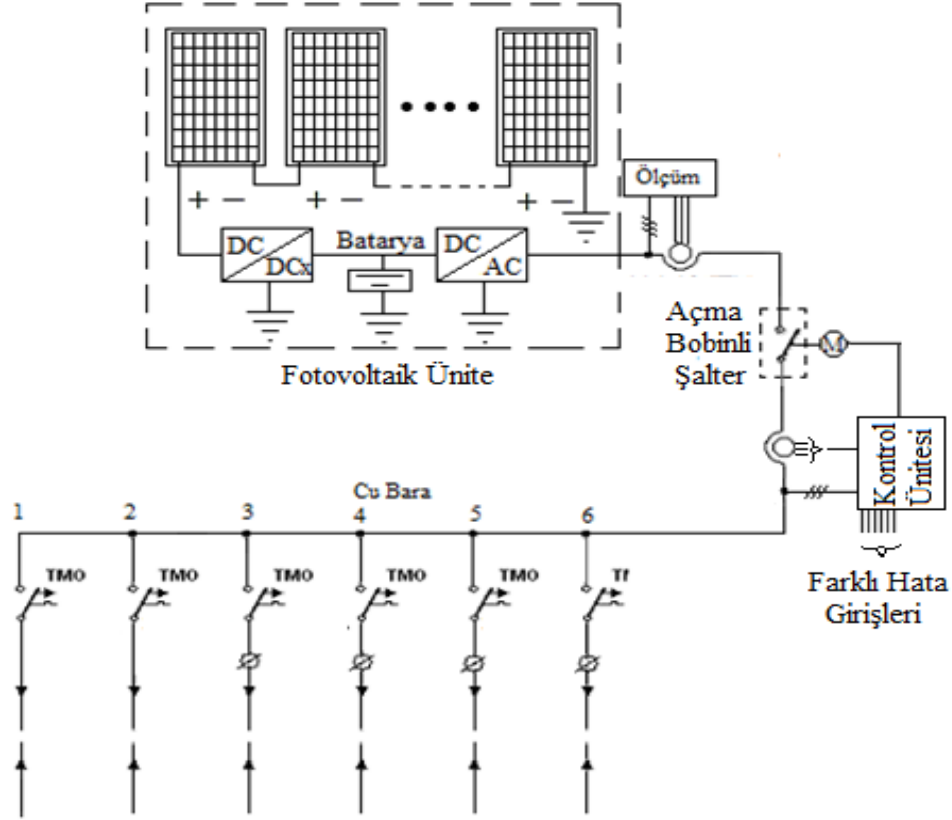 Ölçüm
+ − + − + −
DC
DCx
Batarya
DC
AC
Fotovoltaik Ünite
Açma
Bobinli
Şalter
M
Kontrol
Ünitesi
Farklı Hata
Girişleri
Cu Bara
1 2 3 4 5 6
TMO TMO TMO TMO TMO Tf